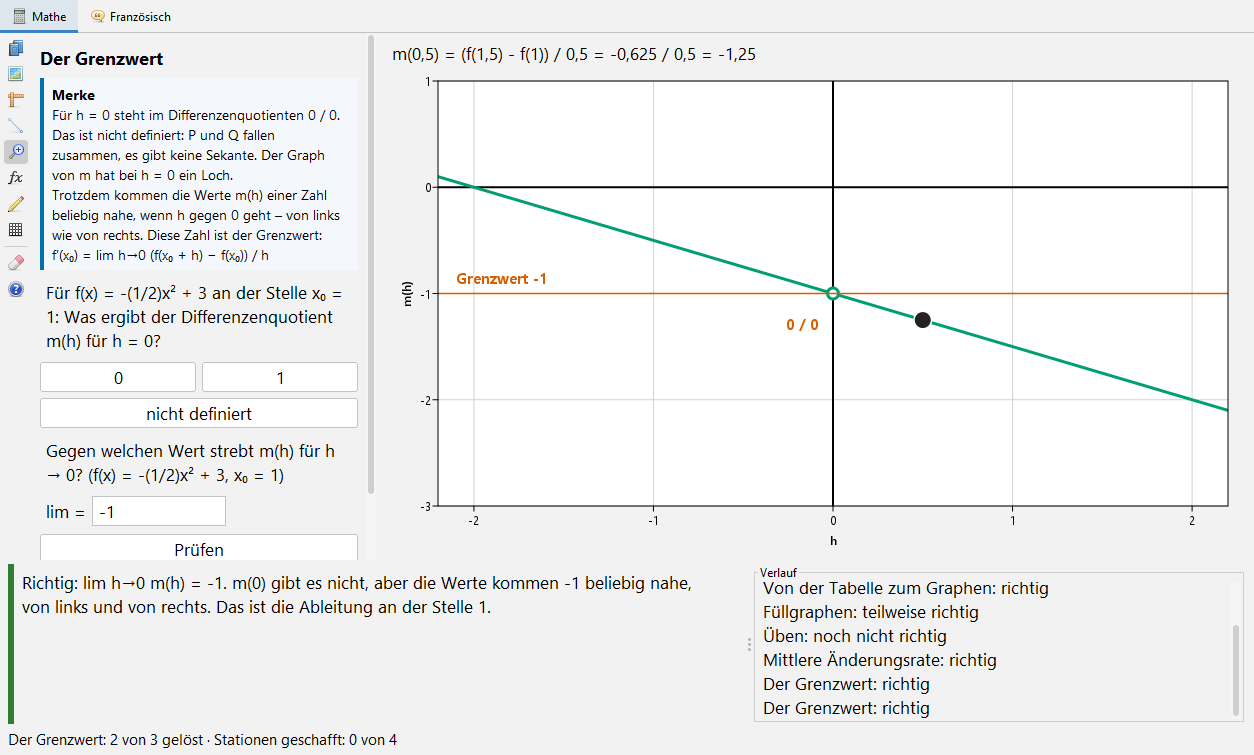 Mathe
Französisch
Der Grenzwert
Merke
Für h = 0 steht im Differenzenquotienten 0 / 0.
Das ist nicht definiert: P und Q fallen
zusammen, es gibt keine Sekante. Der Graph
von m hat bei h = 0 ein Loch.
Trotzdem kommen die Werte m(h) einer Zahl
beliebig nahe, wenn h gegen 0 geht – von links
wie von rechts. Diese Zahl ist der Grenzwert:
f′(x₀) = lim h→0 (f(x₀ + h) − f(x₀)) / h
Für f(x) = -(1/2)x² + 3 an der Stelle x₀ =
1: Was ergibt der Differenzenquotient
m(h) für h = 0?
0
1
nicht definiert
Gegen welchen Wert strebt m(h) für h
→ 0? (f(x) = -(1/2)x² + 3, x₀ = 1)
lim =
-1
Prüfen
fx
m(0,5) = (f(1,5) - f(1)) / 0,5 = -0,625 / 0,5 = -1,25
1
0
-1
-2
-3
m(h)
Grenzwert -1
0 / 0
-2
-1
0
1
2
h
Richtig: lim h→0 m(h) = -1. m(0) gibt es nicht, aber die Werte kommen -1 beliebig nahe,
von links und von rechts. Das ist die Ableitung an der Stelle 1.
Verlauf
Von der Tabelle zum Graphen: richtig
Füllgraphen: teilweise richtig
Üben: noch nicht richtig
Mittlere Änderungsrate: richtig
Der Grenzwert: richtig
Der Grenzwert: richtig
Der Grenzwert: 2 von 3 gelöst · Stationen geschafft: 0 von 4